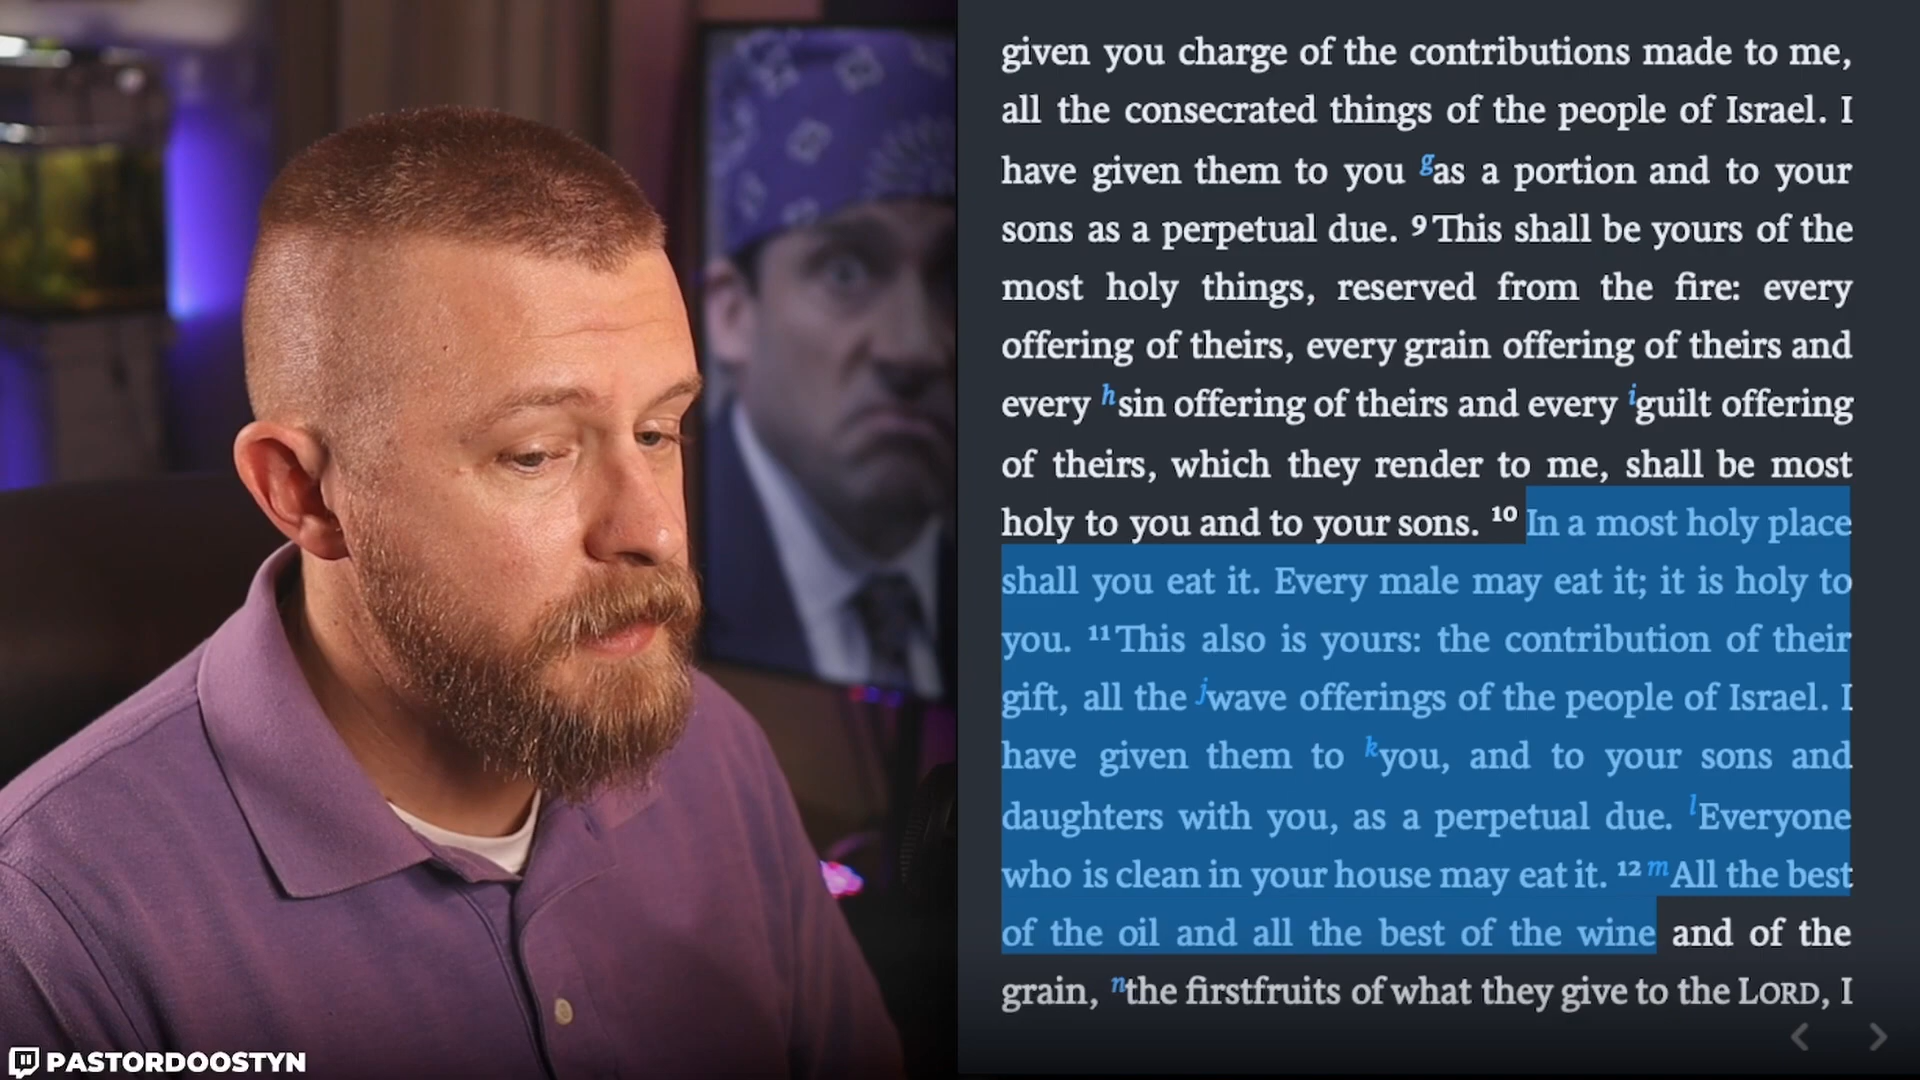 given you charge of the contributions made to me,
all the consecrated things of the people of Israel. I
have given them to you gas a portion and to your
sons as a perpetual due. 9 This shall be yours of the
most holy things, reserved from the fire: every
offering of theirs, every grain offering of theirs and
every hsin offering of theirs and every iguilt offering
of theirs, which they render to me, shall be most
holy to you and to your sons. 10 In a most holy place
shall you eat it. Every male may eat it; it is holy to
you. 11 This also is yours: the contribution of their
gift, all the jwave offerings of the people of Israel. I
have given them to kyou, and to your sons and
daughters with you, as a perpetual due. lEveryone
who is clean in your house may eat it. 12 mAll the best
of the oil and all the best of the wine and of the
grain, nthe firstfruits of what they give to the LORD, I
PASTORDOOSTYN